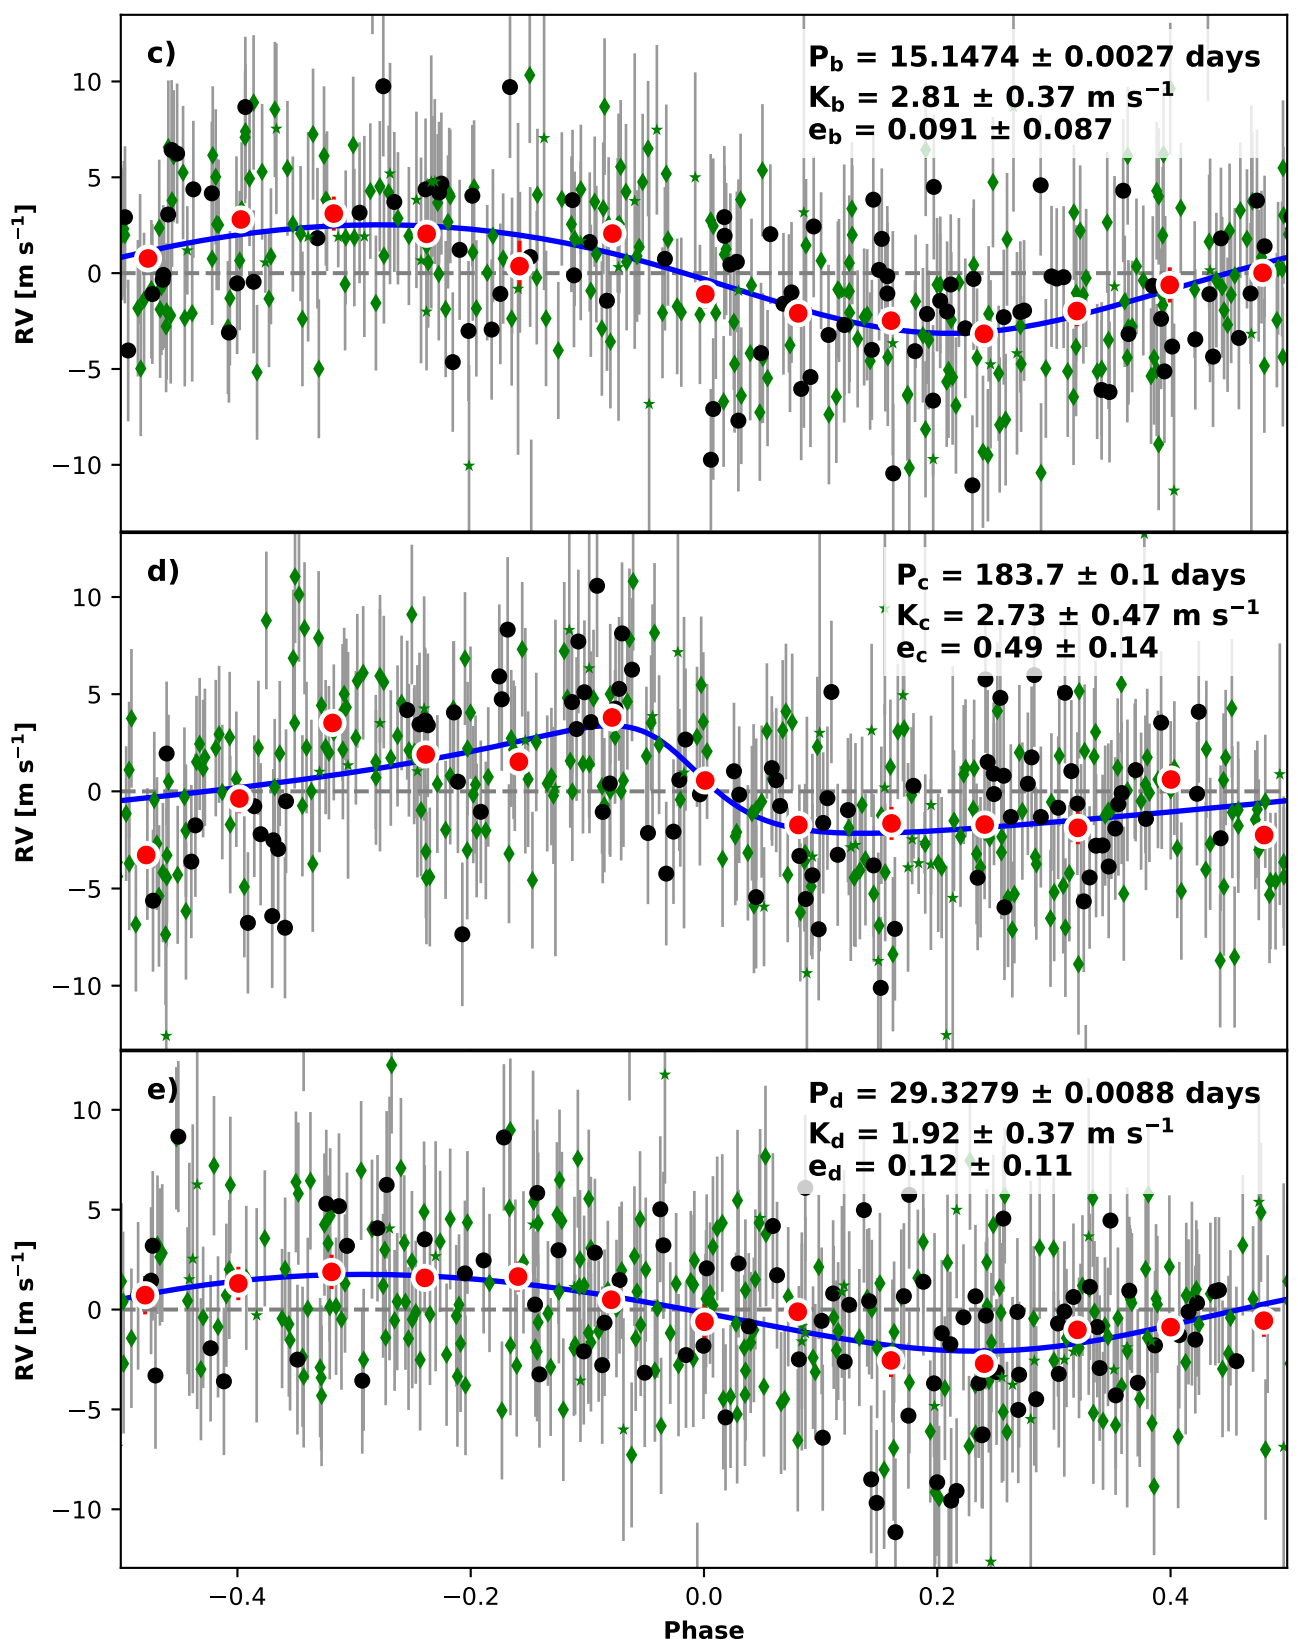 c)
P_b = 15.1474 ± 0.0027 days
K_b = 2.81 ± 0.37 m s⁻¹
e_b = 0.091 ± 0.087
10
5
0
−5
−10
RV [m s⁻¹]
d)
P_c = 183.7 ± 0.1 days
K_c = 2.73 ± 0.47 m s⁻¹
e_c = 0.49 ± 0.14
10
5
0
−5
−10
RV [m s⁻¹]
e)
P_d = 29.3279 ± 0.0088 days
K_d = 1.92 ± 0.37 m s⁻¹
e_d = 0.12 ± 0.11
10
5
0
−5
−10
RV [m s⁻¹]
−0.4 −0.2 0.0 0.2 0.4
Phase